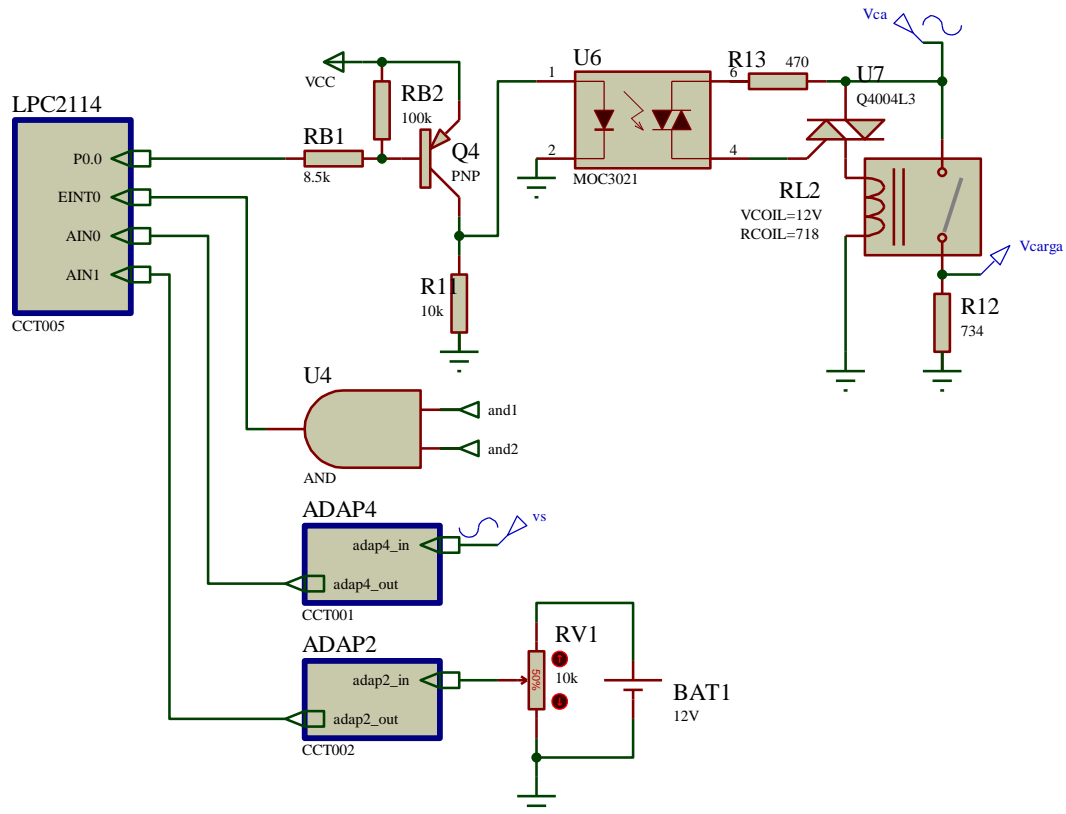 LPC2114
P0.0
EINT0
AIN0
AIN1
CCT005
VCC
RB2
100k
RB1
8.5k
Q4
PNP
R11
10k
U6
1
2
6
4
MOC3021
R13
470
U7
Q4004L3
Vca
RL2
VCOIL=12V
RCOIL=718
Vcarga
R12
734
U4
and1
and2
AND
ADAP4
adap4_in
adap4_out
CCT001
vs
ADAP2
adap2_in
adap2_out
CCT002
RV1
50%
10k
BAT1
12V